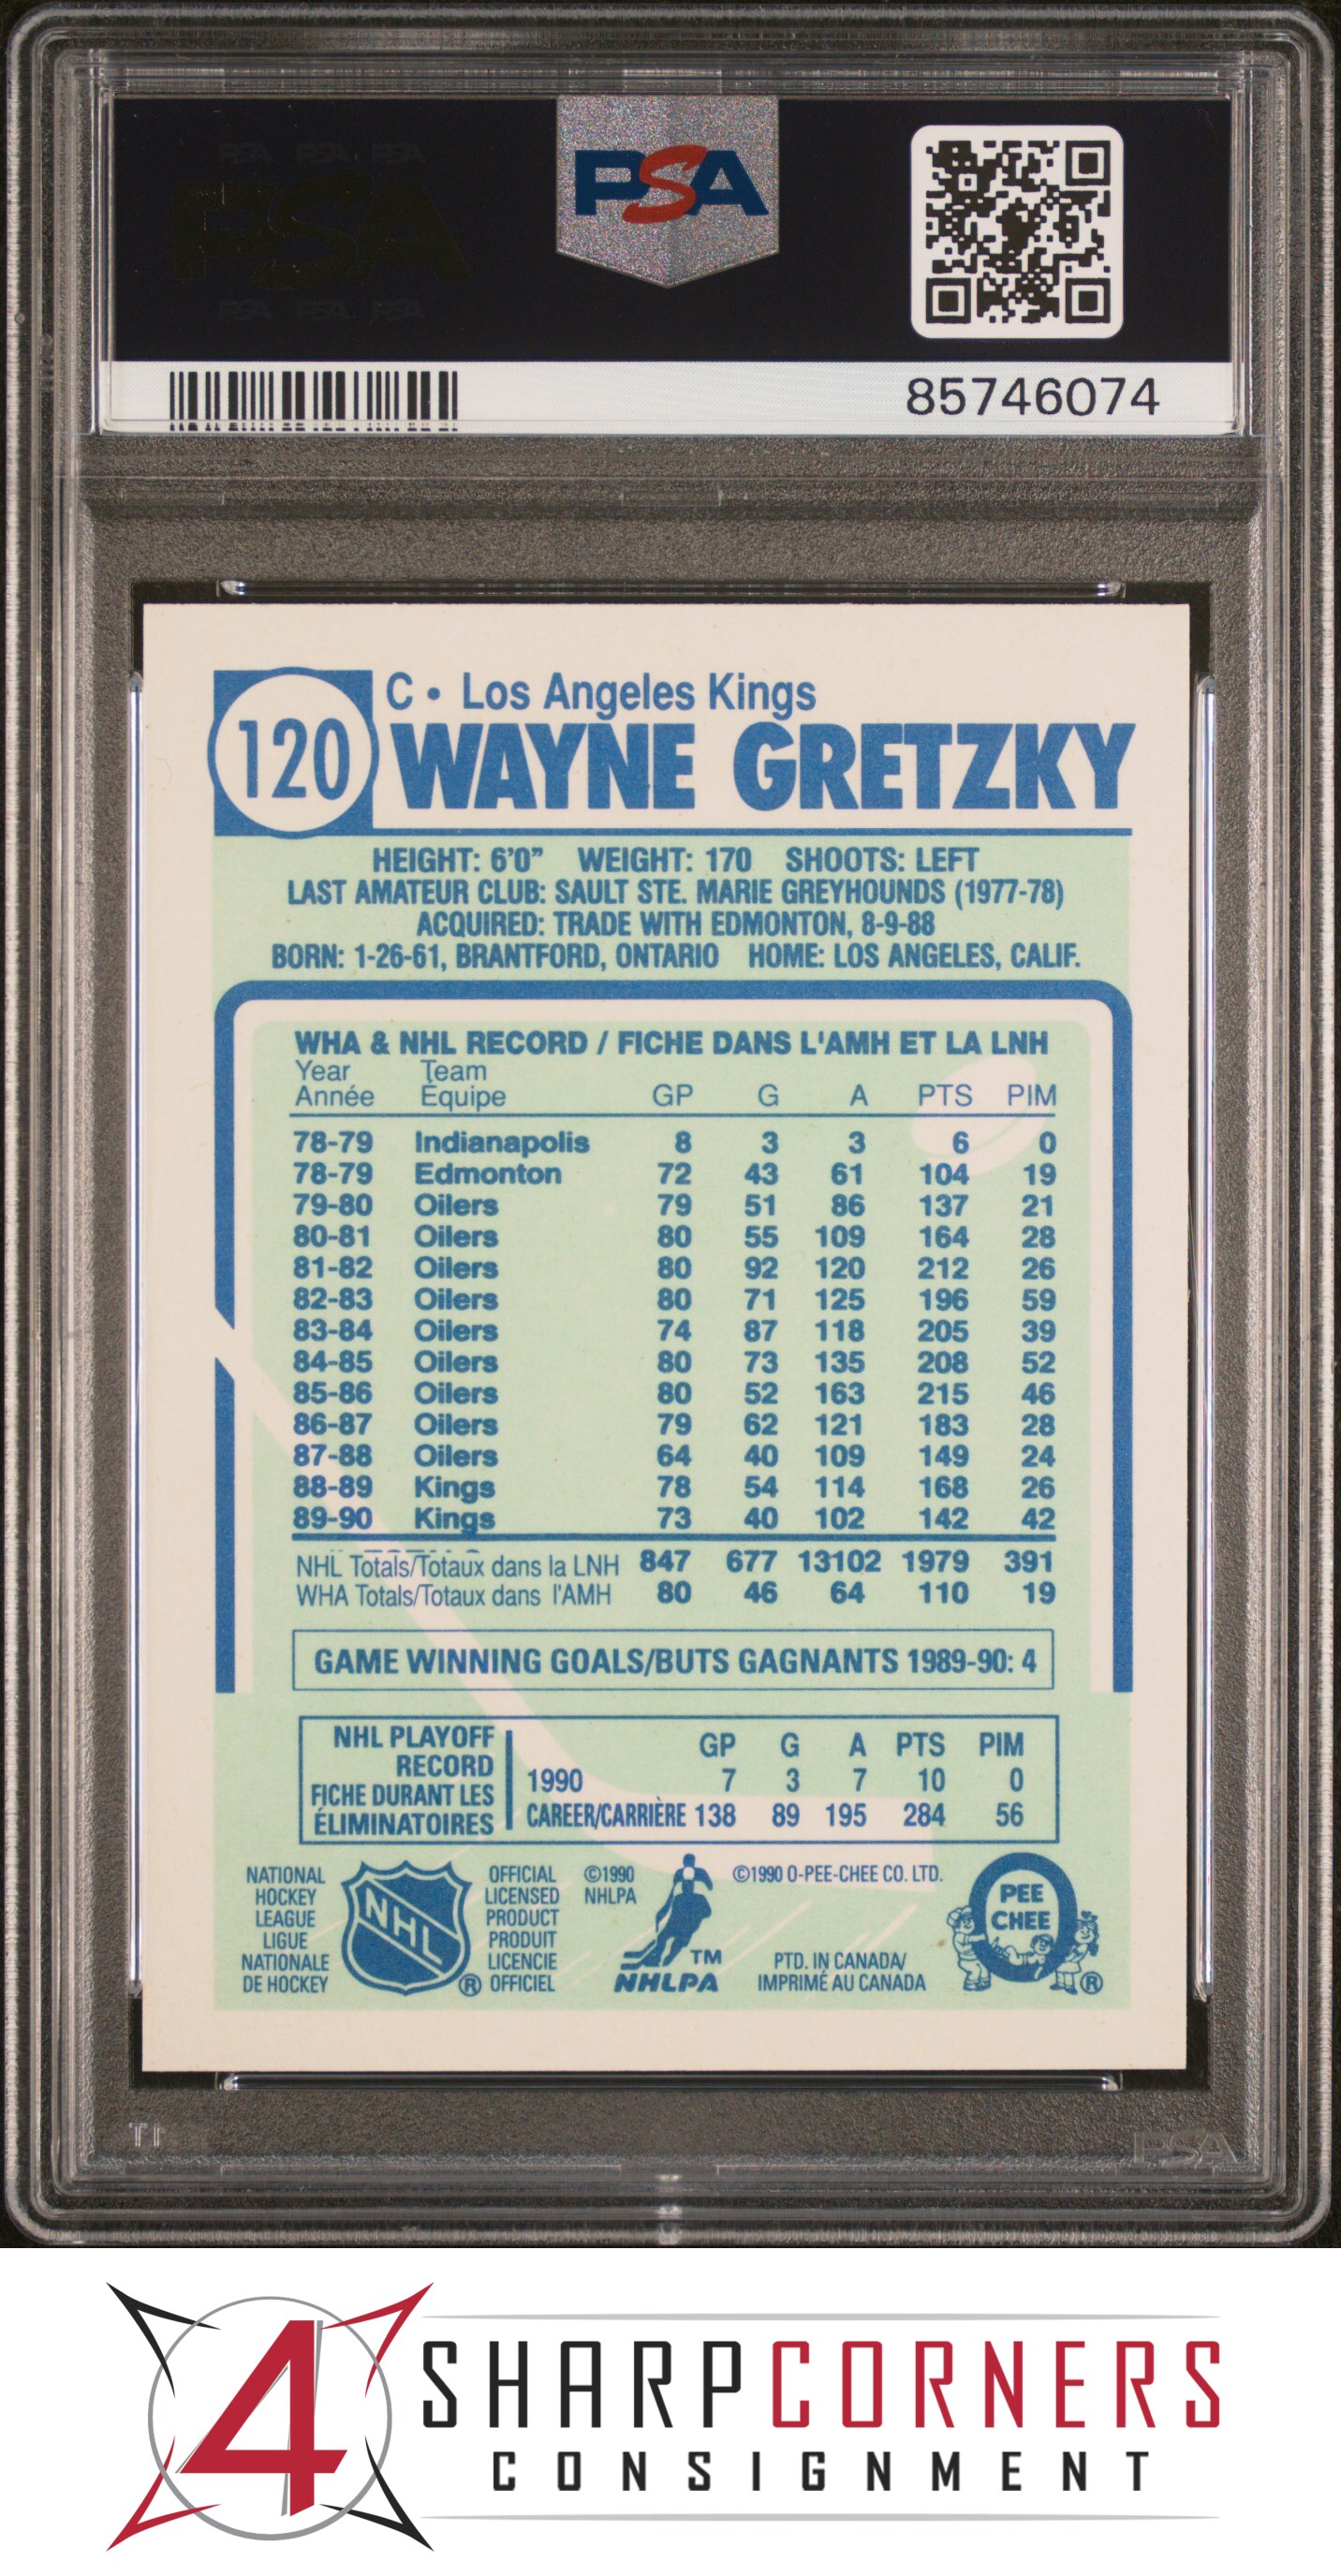 PSA PSA PSA
PSA
PSA PSA PSA
PSA
85746074
120
C • Los Angeles Kings
WAYNE GRETZKY
HEIGHT: 6'0" WEIGHT: 170 SHOOTS: LEFT
LAST AMATEUR CLUB: SAULT STE. MARIE GREYHOUNDS (1977-78)
ACQUIRED: TRADE WITH EDMONTON, 8-9-88
BORN: 1-26-61, BRANTFORD, ONTARIO HOME: LOS ANGELES, CALIF.
WHA & NHL RECORD / FICHE DANS L'AMH ET LA LNH
Year Team
Année Équipe GP G A PTS PIM
78-79 Indianapolis 8 3 3 6 0
78-79 Edmonton 72 43 61 104 19
79-80 Oilers 79 51 86 137 21
80-81 Oilers 80 55 109 164 28
81-82 Oilers 80 92 120 212 26
82-83 Oilers 80 71 125 196 59
83-84 Oilers 74 87 118 205 39
84-85 Oilers 80 73 135 208 52
85-86 Oilers 80 52 163 215 46
86-87 Oilers 79 62 121 183 28
87-88 Oilers 64 40 109 149 24
88-89 Kings 78 54 114 168 26
89-90 Kings 73 40 102 142 42
NHL Totals/Totaux dans la LNH 847 677 13102 1979 391
WHA Totals/Totaux dans l'AMH 80 46 64 110 19
GAME WINNING GOALS/BUTS GAGNANTS 1989-90: 4
NHL PLAYOFF
RECORD
FICHE DURANT LES
ÉLIMINATOIRES
GP G A PTS PIM
1990 7 3 7 10 0
CAREER/CARRIÈRE 138 89 195 284 56
NATIONAL
HOCKEY
LEAGUE
LIGUE
NATIONALE
DE HOCKEY
NHL
®
OFFICIAL
LICENSED
PRODUCT
PRODUIT
LICENCIE
OFFICIEL
©1990
NHLPA
TM
NHLPA
©1990 O-PEE-CHEE CO. LTD.
PTD. IN CANADA/
IMPRIMÉ AU CANADA
O
PEE
CHEE
®
PSA
4
SHARPCORNERS
CONSIGNMENT